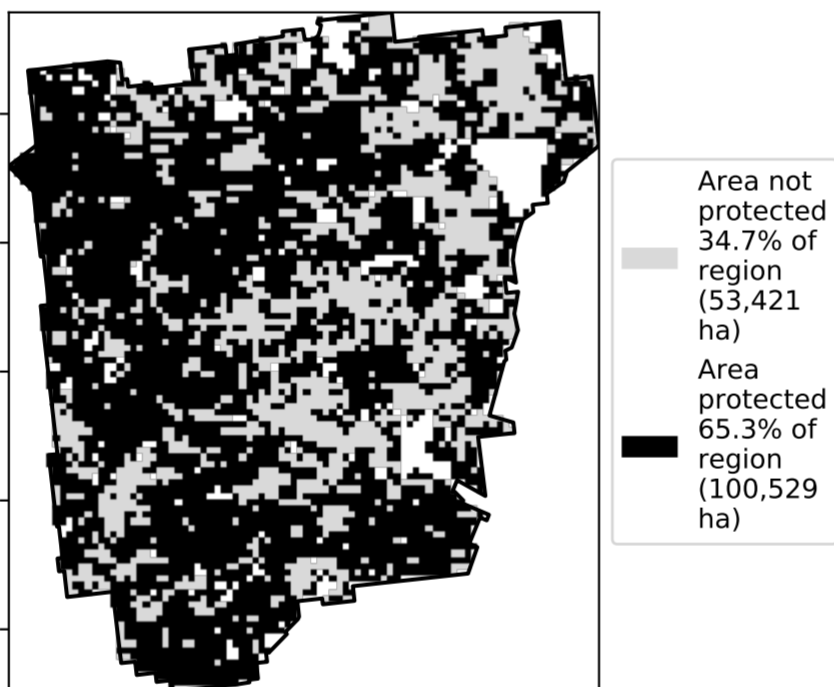 Area not
protected
34.7% of
region
(53,421
ha)
Area
protected
65.3% of
region
(100,529
ha)